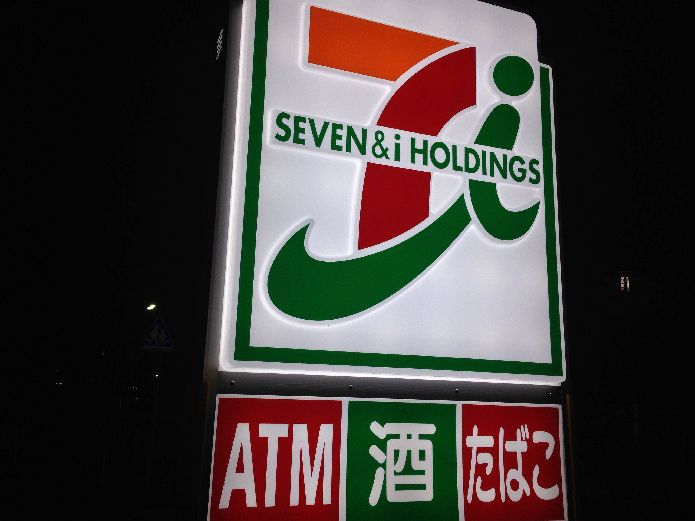 SEVEN & i HOLDINGS
ATM 酒 たばこ